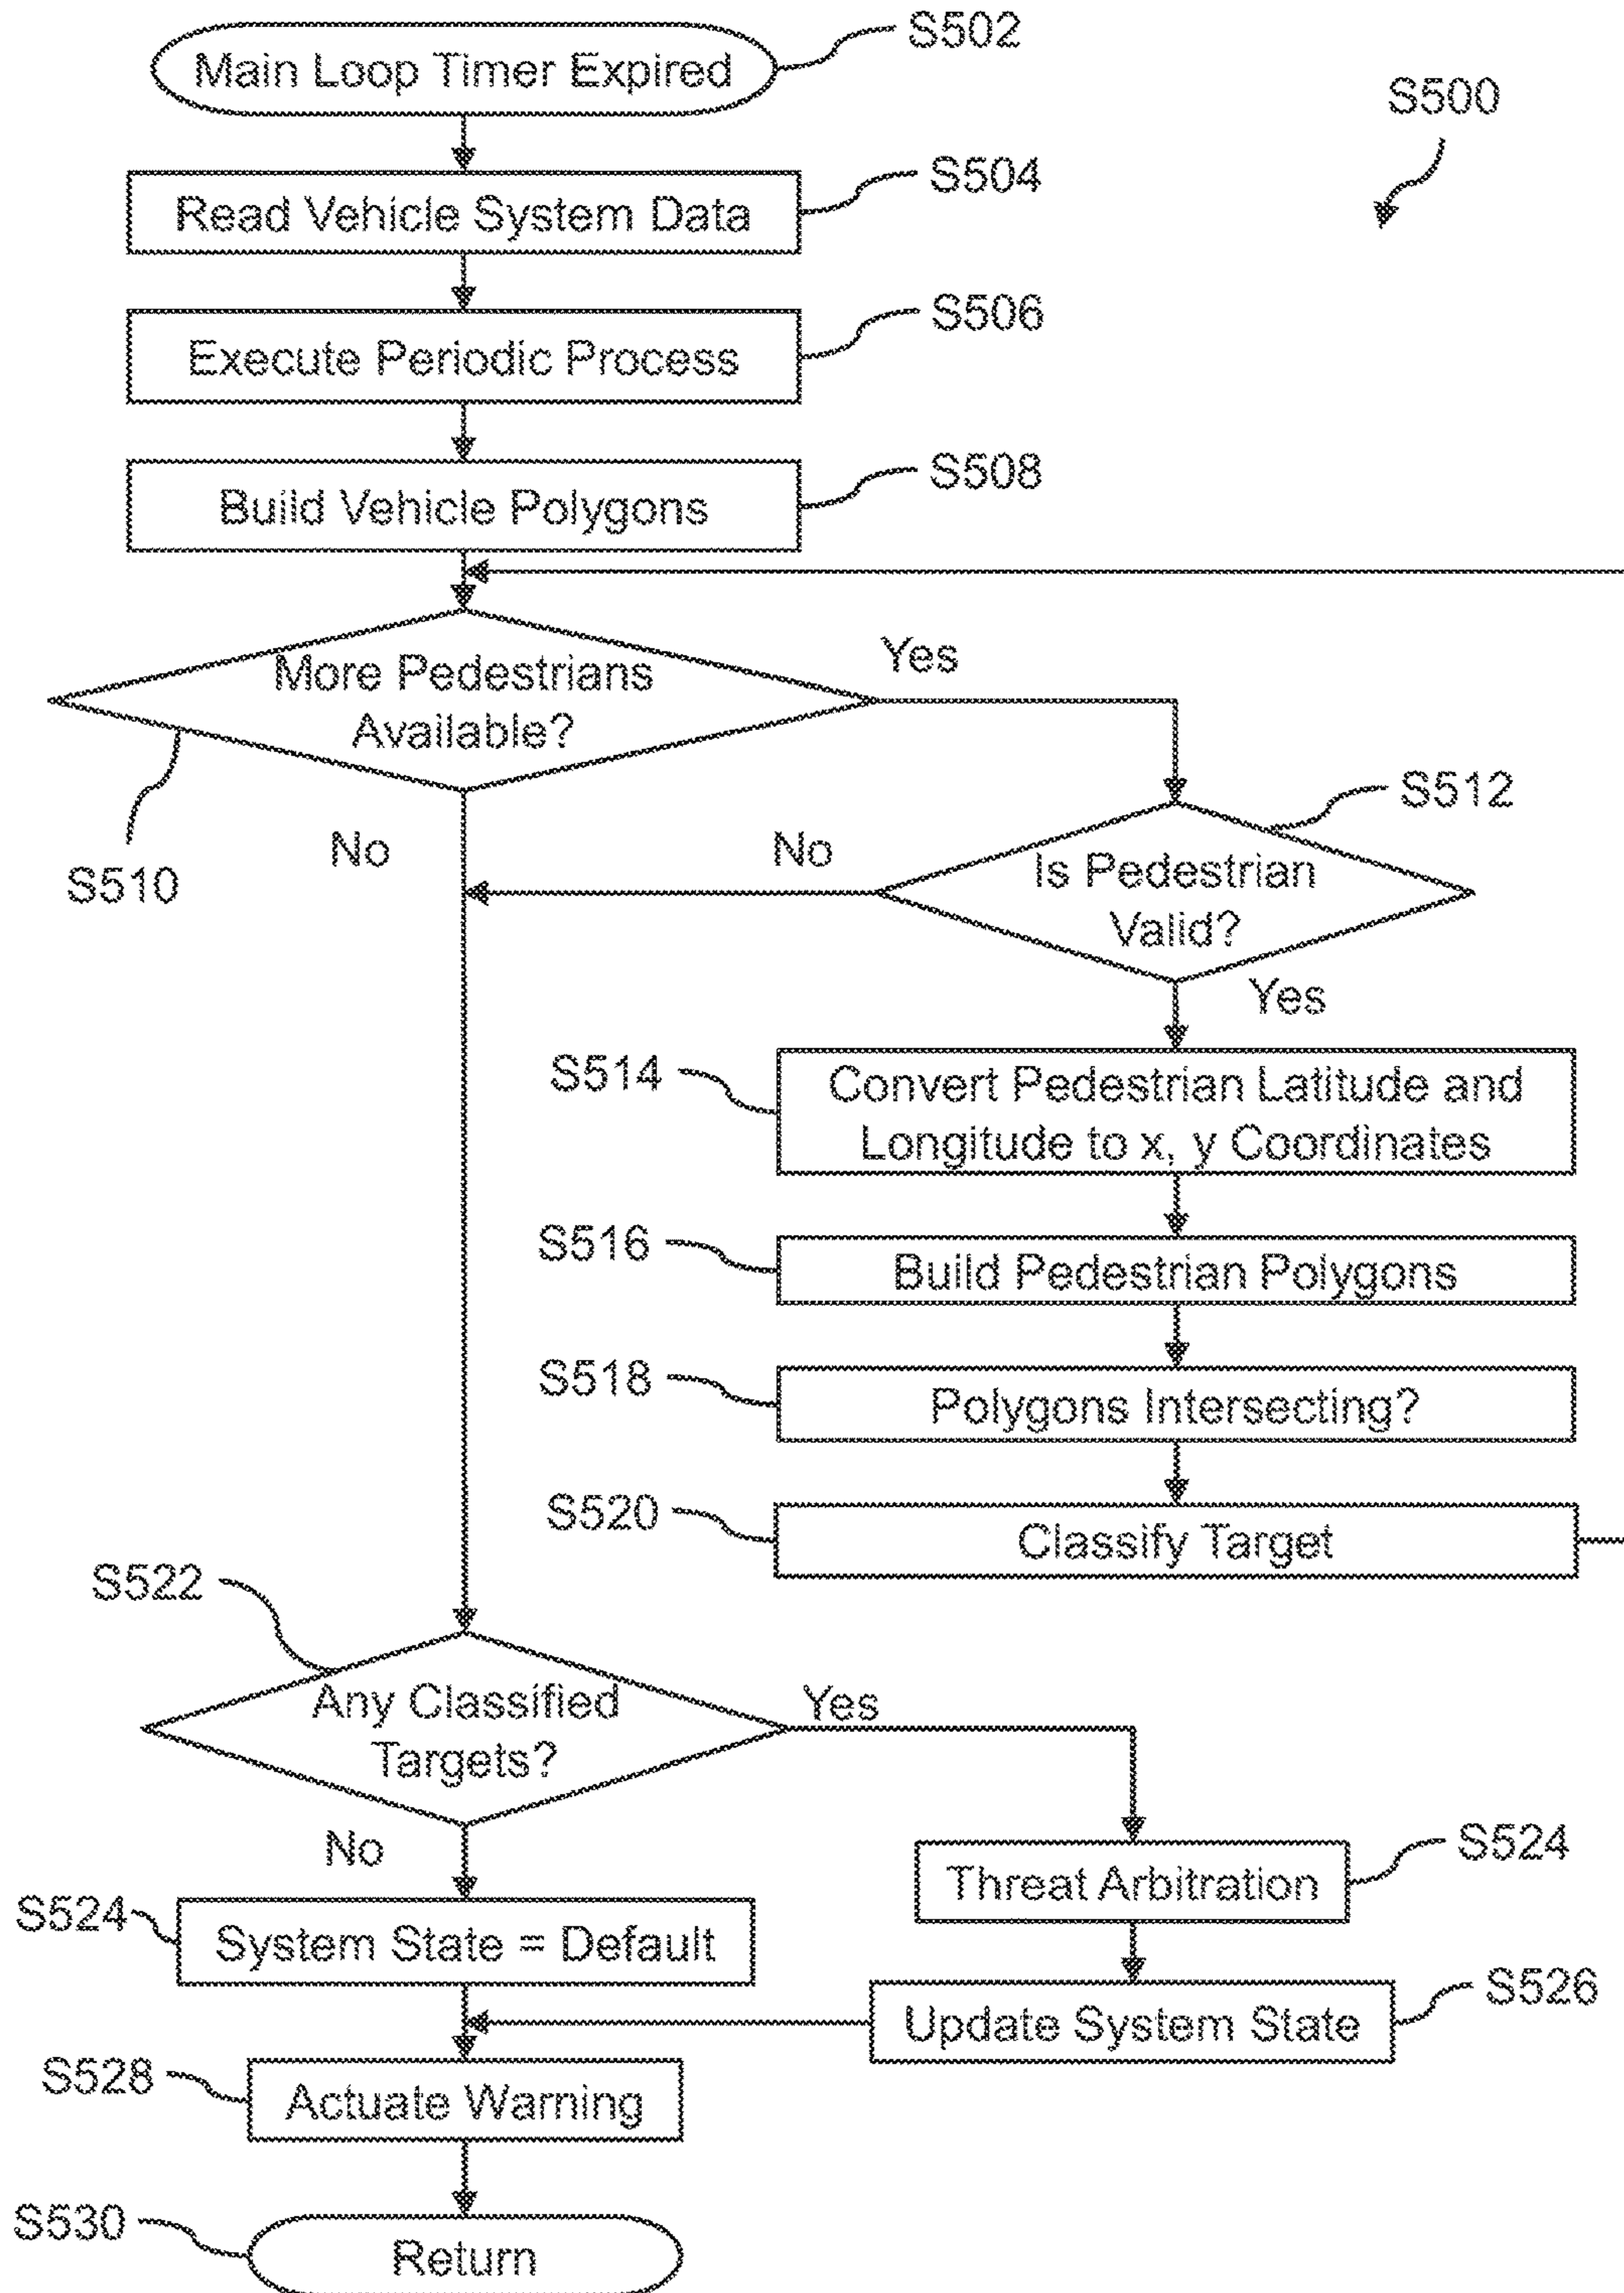 Main Loop Timer Expired
S502
S500
Read Vehicle System Data
S504
Execute Periodic Process
S506
Build Vehicle Polygons
S508
More Pedestrians
Available?
Yes
S510
No
S512
Is Pedestrian
Valid?
No
Yes
S514
Convert Pedestrian Latitude and
Longitude to x, y Coordinates
S516
Build Pedestrian Polygons
S518
Polygons Intersecting?
S520
Classify Target
S522
Any Classified
Targets?
Yes
No
S524
Threat Arbitration
S524
System State = Default
S526
Update System State
S528
Actuate Warning
S530
Return